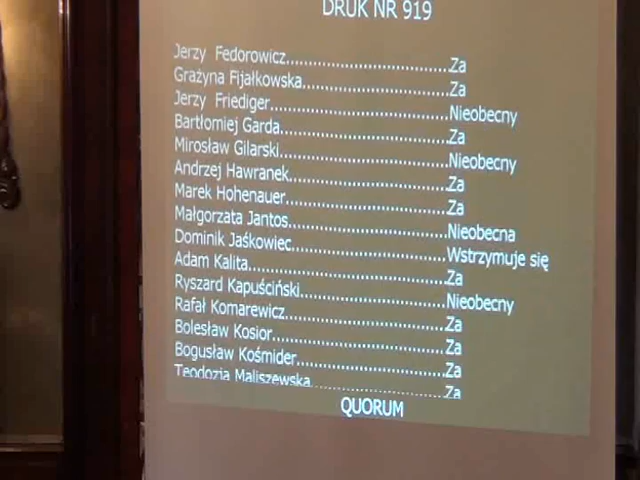 DRUK NR 919
Jerzy Fedorowicz..................................Za
Grażyna Fijałkowska..............................Za
Jerzy Friediger.....................................Nieobecny
Bartłomiej Garda..................................Za
Mirosław Gilarski...................................Nieobecny
Andrzej Hawranek................................Za
Marek Hohenauer.................................Za
Małgorzata Jantos.................................Nieobecna
Dominik Jaśkowiec................................Wstrzymuje się
Adam Kalita.........................................Za
Ryszard Kapuściński..............................Nieobecny
Rafał Komarewicz.................................Za
Bolesław Kosior....................................Za
Bogusław Kośmider...............................Za
Teodozja Maliszewska............................Za
QUORUM